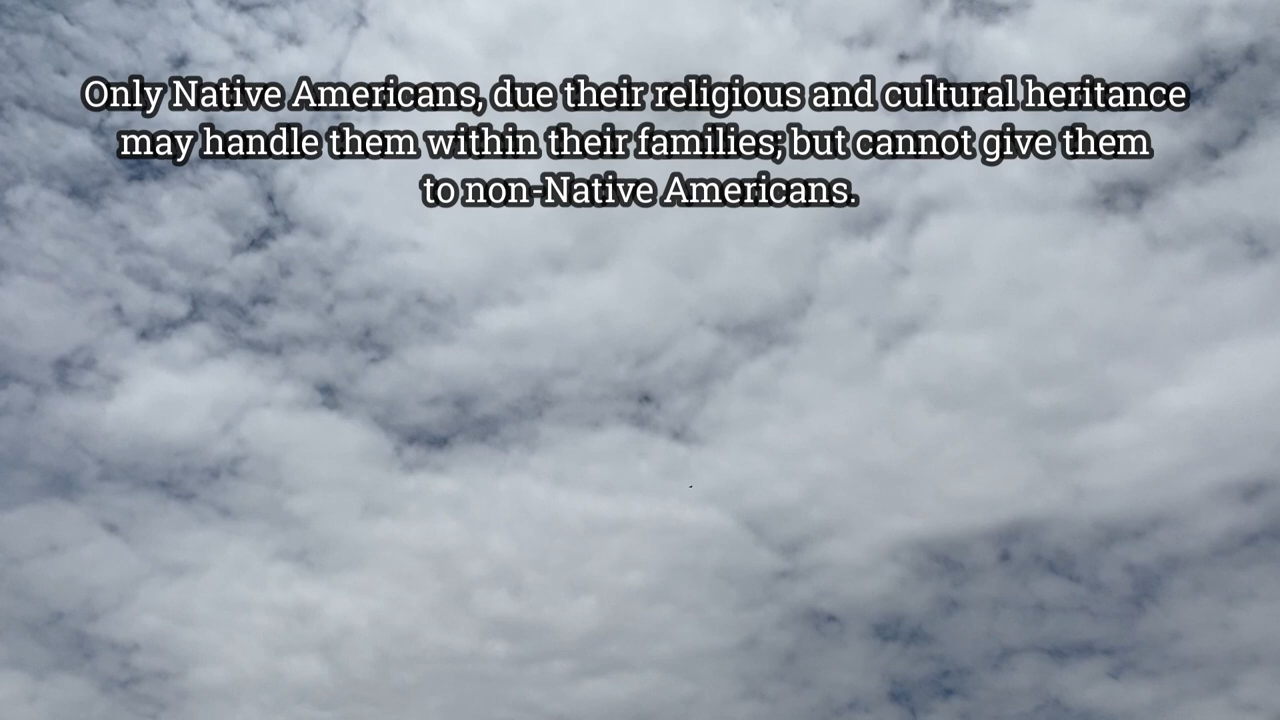 Only Native Americans, due their religious and cultural heritance
may handle them within their families; but cannot give them
to non-Native Americans.